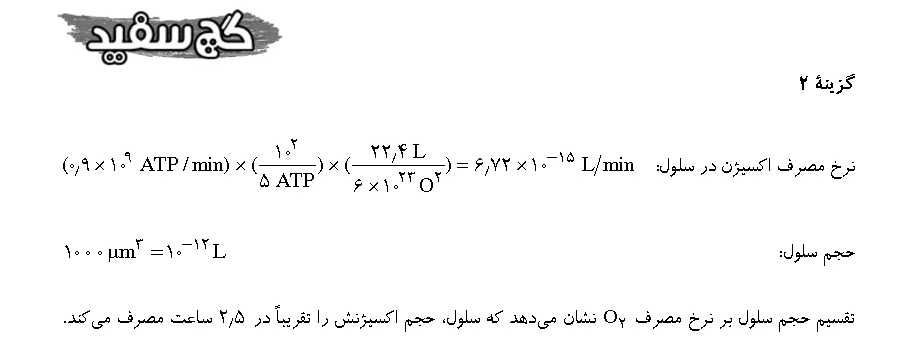 گچ سفید
گزینهٔ ۲
نرخ مصرف اکسیژن در سلول: (۰٫۹ × ۱۰^۹ ATP / min) × (۱۰^۲ / ۵ ATP) × (۲۲٫۴ L / ۶ × ۱۰^۲۳ O^۲) = ۶٫۷۲ × ۱۰^−۱۵ L/min
حجم سلول: ۱۰۰۰ μm^۳ = ۱۰^−۱۲ L
تقسیم حجم سلول بر نرخ مصرف O₂ نشان می‌دهد که سلول، حجم اکسیژنش را تقریباً در ۲٫۵ ساعت مصرف می‌کند.